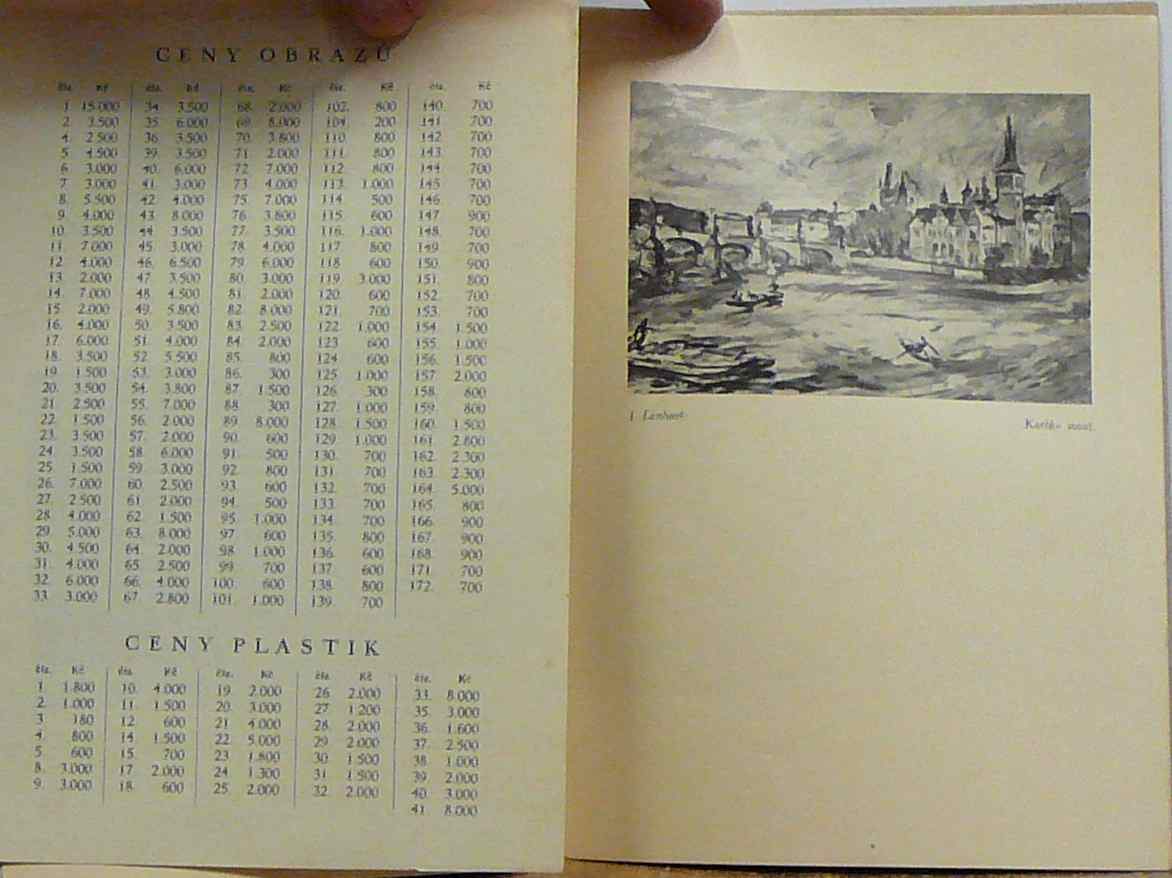 CENY OBRAZŮ
čís. Kč čís. Kč čís. Kč čís. Kč čís. Kč
1. 15.000 34. 3.500 68. 2.000 102. 800 140. 700
2. 3.500 35. 6.000 69. 8.000 104. 200 141. 700
4. 2.500 36. 3.500 70. 3.800 110. 800 142. 700
5. 4.500 39. 3.500 71. 2.000 111. 800 143. 700
6. 3.000 40. 6.000 72. 7.000 112. 800 144. 700
7. 3.000 41. 3.000 73. 4.000 113. 1.000 145. 700
8. 5.500 42. 4.000 75. 7.000 114. 500 146. 700
9. 4.000 43. 8.000 76. 3.800 115. 600 147. 900
10. 3.500 44. 3.500 77. 3.500 116. 1.000 148. 700
11. 7.000 45. 3.000 78. 4.000 117. 800 149. 700
12. 4.000 46. 6.500 79. 6.000 118. 600 150. 900
13. 2.000 47. 3.500 80. 3.000 119. 3.000 151. 800
14. 7.000 48. 4.500 81. 2.000 120. 600 152. 700
15. 2.000 49. 5.800 82. 8.000 121. 700 153. 700
16. 4.000 50. 3.500 83. 2.500 122. 1.000 154. 1.500
17. 6.000 51. 4.000 84. 2.000 123. 600 155. 1.000
18. 3.500 52. 5.500 85. 800 124. 600 156. 1.500
19. 1.500 53. 3.000 86. 300 125. 1.000 157. 2.000
20. 3.500 54. 3.800 87. 1.500 126. 300 158. 800
21. 2.500 55. 7.000 88. 300 127. 1.000 159. 800
22. 1.500 56. 2.000 89. 8.000 128. 1.500 160. 1.500
23. 3.500 57. 2.000 90. 600 129. 1.000 161. 2.800
24. 3.500 58. 6.000 91. 500 130. 700 162. 2.300
25. 1.500 59. 3.000 92. 800 131. 700 163. 2.300
26. 7.000 60. 2.500 93. 600 132. 700 164. 5.000
27. 2.500 61. 2.000 94. 500 133. 700 165. 800
28. 4.000 62. 1.500 95. 1.000 134. 700 166. 900
29. 5.000 63. 8.000 97. 600 135. 800 167. 900
30. 4.500 64. 2.000 98. 1.000 136. 600 168. 900
31. 4.000 65. 2.500 99. 700 137. 600 171. 700
32. 6.000 66. 4.000 100. 600 138. 800 172. 700
33. 3.000 67. 2.800 101. 1.000 139. 700
CENY PLASTIK
čís. Kč čís. Kč čís. Kč čís. Kč čís. Kč
1. 1.800 10. 4.000 19. 2.000 26. 2.000 33. 8.000
2. 1.000 11. 1.500 20. 3.000 27. 1.200 35. 3.000
3. 180 12. 600 21. 4.000 28. 2.000 36. 1.600
4. 800 14. 1.500 22. 5.000 29. 2.000 37. 2.500
5. 600 15. 700 23. 1.800 30. 1.500 38. 1.000
8. 3.000 17. 2.000 24. 1.300 31. 1.500 39. 2.000
9. 3.000 18. 600 25. 2.000 32. 2.000 40. 3.000
41. 8.000
Lenhart
Karlův most.